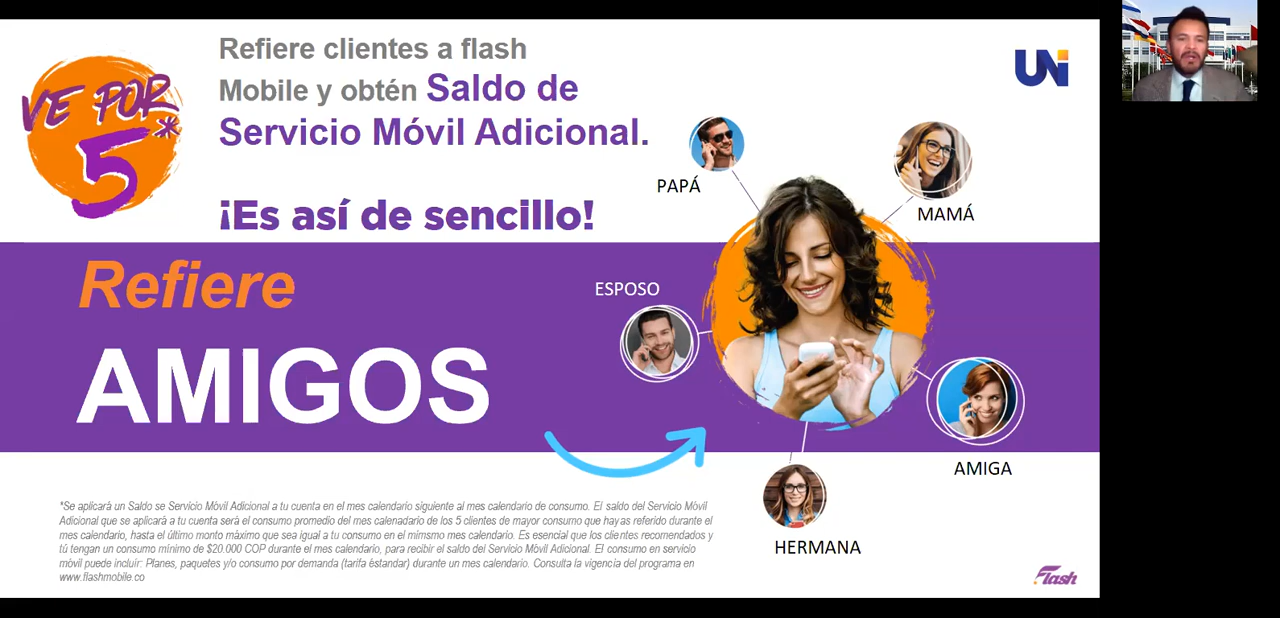 VE POR
5*
Refiere clientes a flash
Mobile y obtén Saldo de
Servicio Móvil Adicional.
¡Es así de sencillo!
UNi
Refiere
AMIGOS
PAPÁ
MAMÁ
ESPOSO
AMIGA
HERMANA
*Se aplicará un Saldo se Servicio Móvil Adicional a tu cuenta en el mes calendario siguiente al mes calendario de consumo. El saldo del Servicio Móvil
Adicional que se aplicará a tu cuenta será el consumo promedio del mes calenadario de los 5 clientes de mayor consumo que hayas referido durante el
mes calendario, hasta el último monto màximo que sea igual a tu consumo en el mimsmo mes calendario. Es esencial que los clientes recomendados y
tú tengan un consumo mínimo de $20.000 COP durante el mes calendario, para recibir el saldo del Servicio Móvil Adicional. El consumo en servicio
móvil puede incluir: Planes, paquetes y/o consumo por demanda (tarifa éstandar) durante un mes calendario. Consulta la vigencia del programa en
www.flashmobile.co
Flash